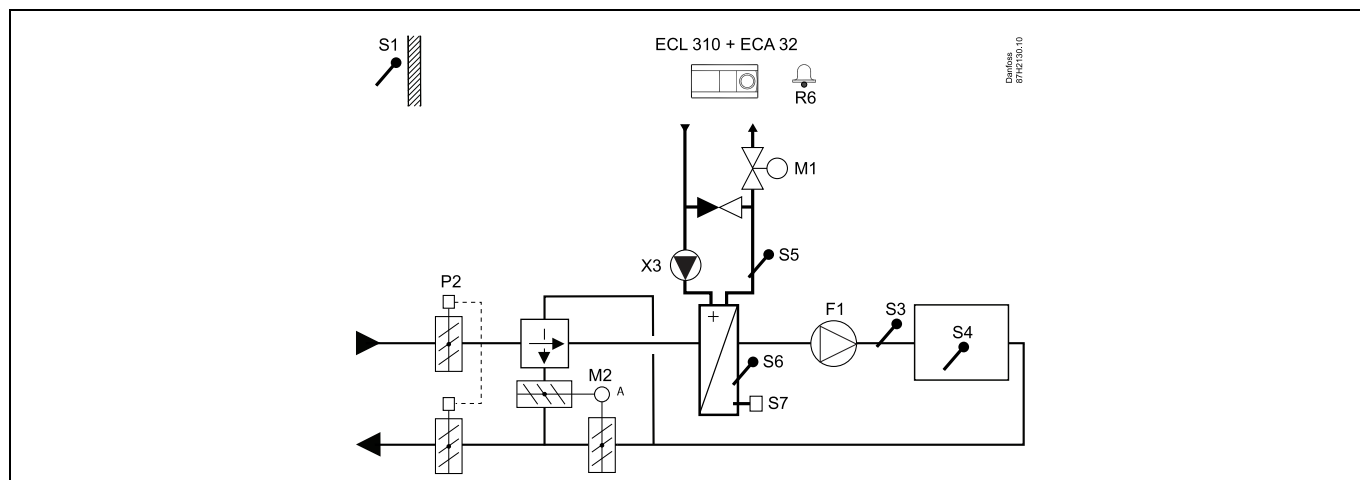 S1
ECL 310 + ECA 32
Danfoss
87H2130.10
R6
M1
X3
S5
P2
F1
S3
S4
S6
M2
A
S7
+